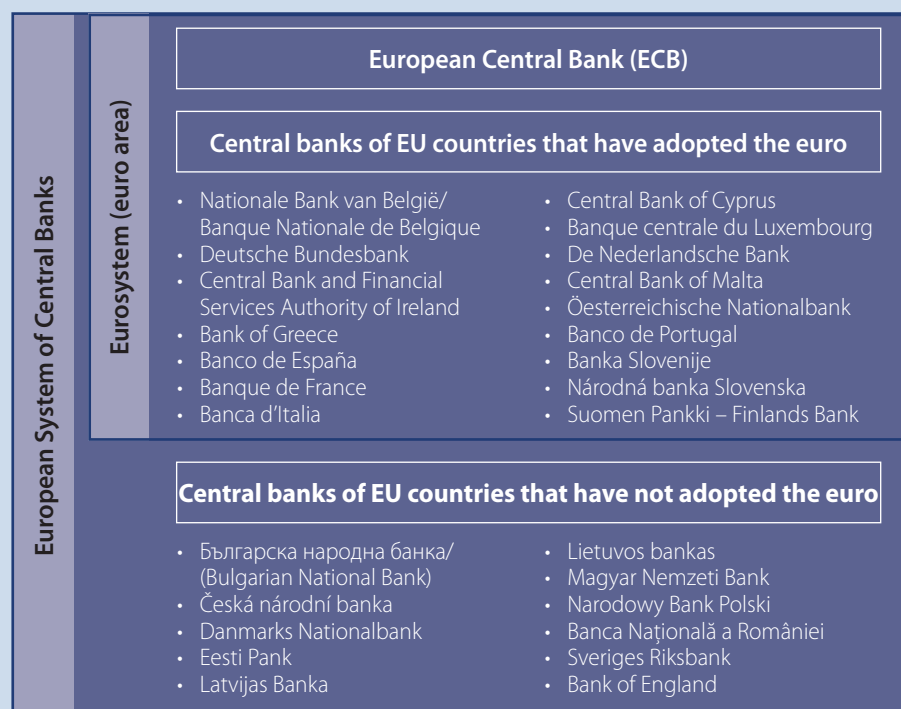 European System of Central Banks
Eurosystem (euro area)
European Central Bank (ECB)
Central banks of EU countries that have adopted the euro
• Nationale Bank van België/
Banque Nationale de Belgique
• Deutsche Bundesbank
• Central Bank and Financial
Services Authority of Ireland
• Bank of Greece
• Banco de España
• Banque de France
• Banca d’Italia
• Central Bank of Cyprus
• Banque centrale du Luxembourg
• De Nederlandsche Bank
• Central Bank of Malta
• Öesterreichische Nationalbank
• Banco de Portugal
• Banka Slovenije
• Národná banka Slovenska
• Suomen Pankki – Finlands Bank
Central banks of EU countries that have not adopted the euro
• Българска народна банка/
(Bulgarian National Bank)
• Česká národní banka
• Danmarks Nationalbank
• Eesti Pank
• Latvijas Banka
• Lietuvos bankas
• Magyar Nemzeti Bank
• Narodowy Bank Polski
• Banca Națională a României
• Sveriges Riksbank
• Bank of England